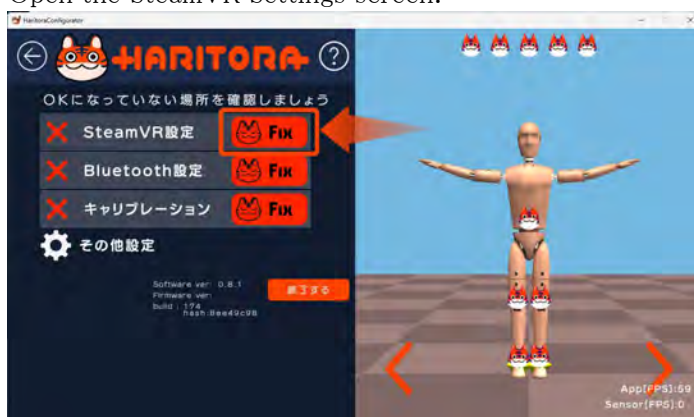 Open the SteamVR settings screen.
HaritoraConfigurator
HARITORA
?
OKになっていない場所を確認しましょう
SteamVR設定
FIX
Bluetooth設定
FIX
キャリブレーション
FIX
その他設定
Software ver: 0.8.1
Firmware ver:
build : 174
hash:8ee49c98
終了する
App[FPS]:59
Sensor[FPS]:0